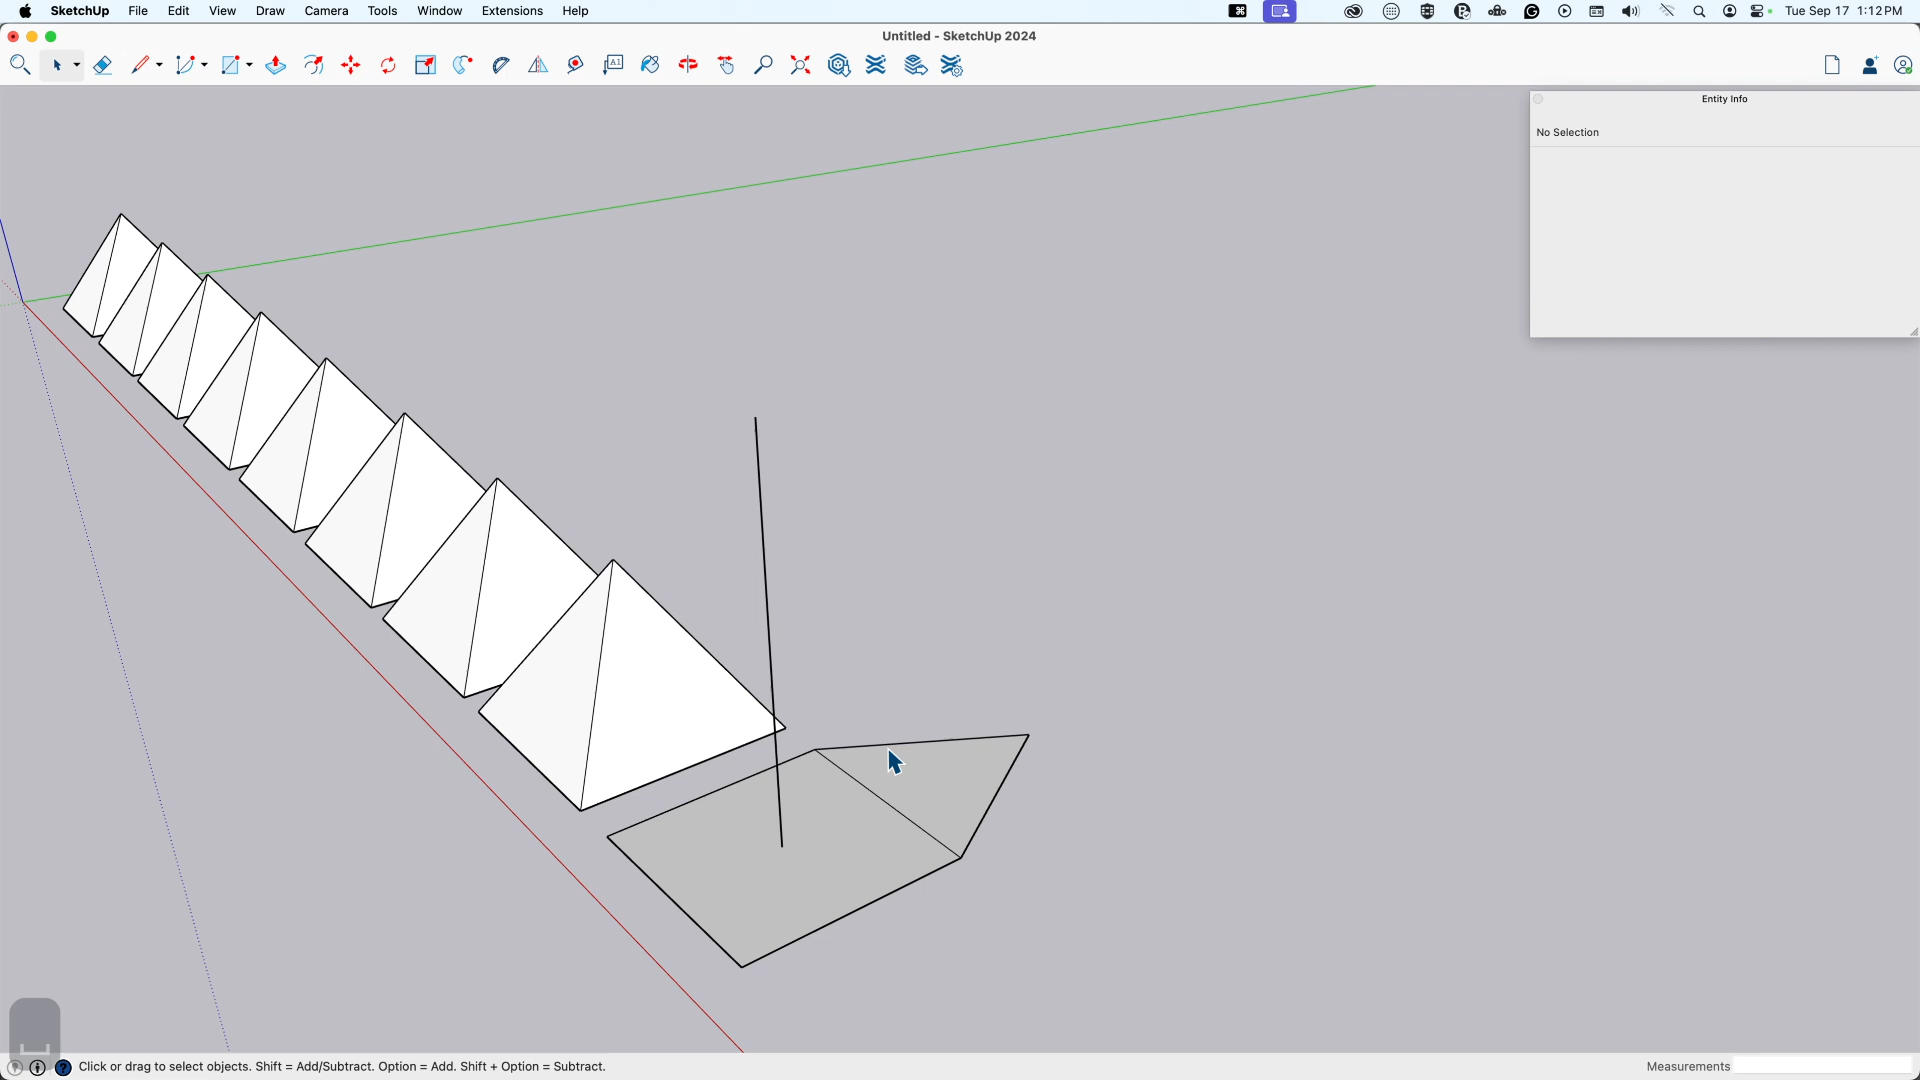 SketchUp File Edit View Draw Camera Tools Window Extensions Help Tue Sep 17 1:12 PM
Untitled - SketchUp 2024
A1
Entity Info
No Selection
Click or drag to select objects. Shift = Add/Subtract. Option = Add. Shift + Option = Subtract. Measurements